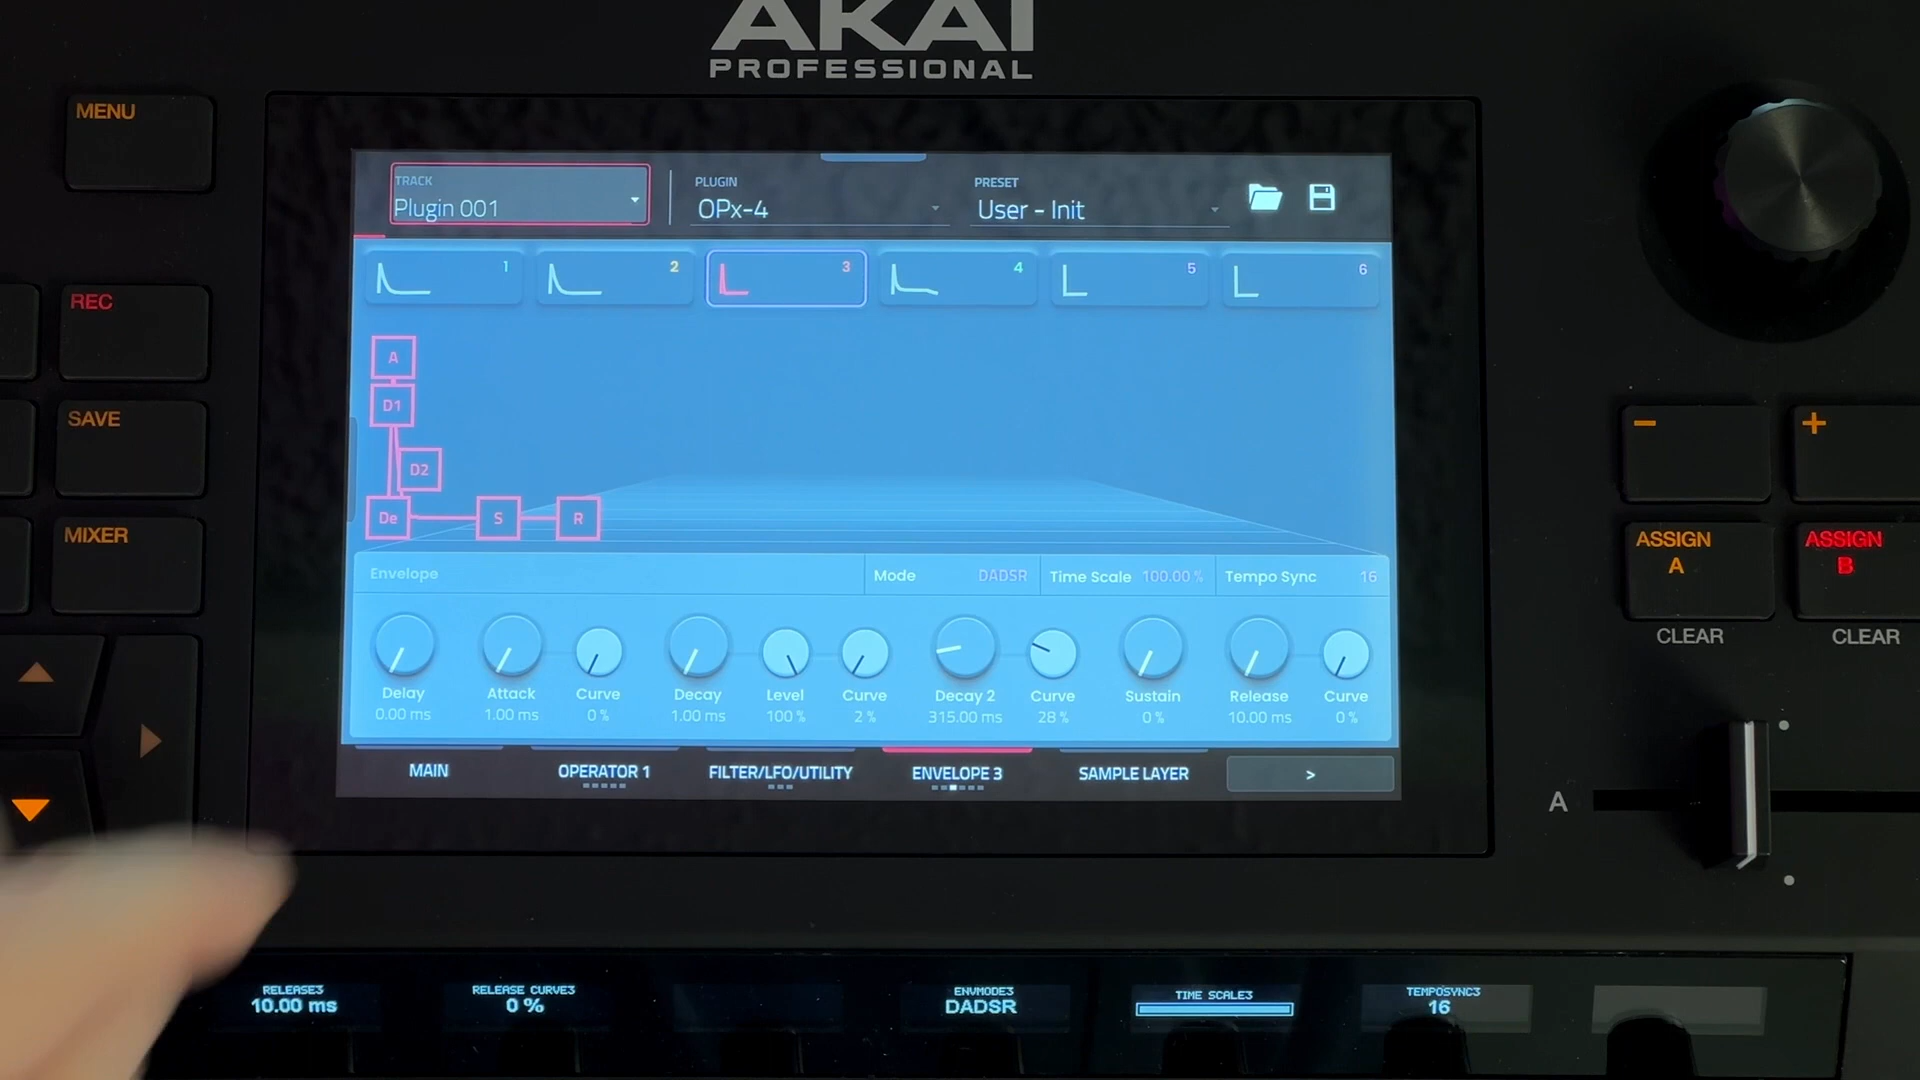 AKAI
PROFESSIONAL
MENU
REC
SAVE
MIXER
TRACK
Plugin 001
PLUGIN
OPx-4
PRESET
User - Init
1
2
3
4
5
6
A
D1
D2
De
S
R
Envelope
Mode DADSR
Time Scale 100.00 %
Tempo Sync 16
Delay
0.00 ms
Attack
1.00 ms
Curve
0 %
Decay
1.00 ms
Level
100 %
Curve
2 %
Decay 2
315.00 ms
Curve
28 %
Sustain
0 %
Release
10.00 ms
Curve
0 %
MAIN
OPERATOR 1
FILTER/LFO/UTILITY
ENVELOPE 3
SAMPLE LAYER
>
-
+
ASSIGN
A
ASSIGN
B
CLEAR
CLEAR
A
RELEASE3
10.00 ms
RELEASE CURVE3
0 %
ENVMODE3
DADSR
TIME SCALE3
TEMPOSYNC3
16